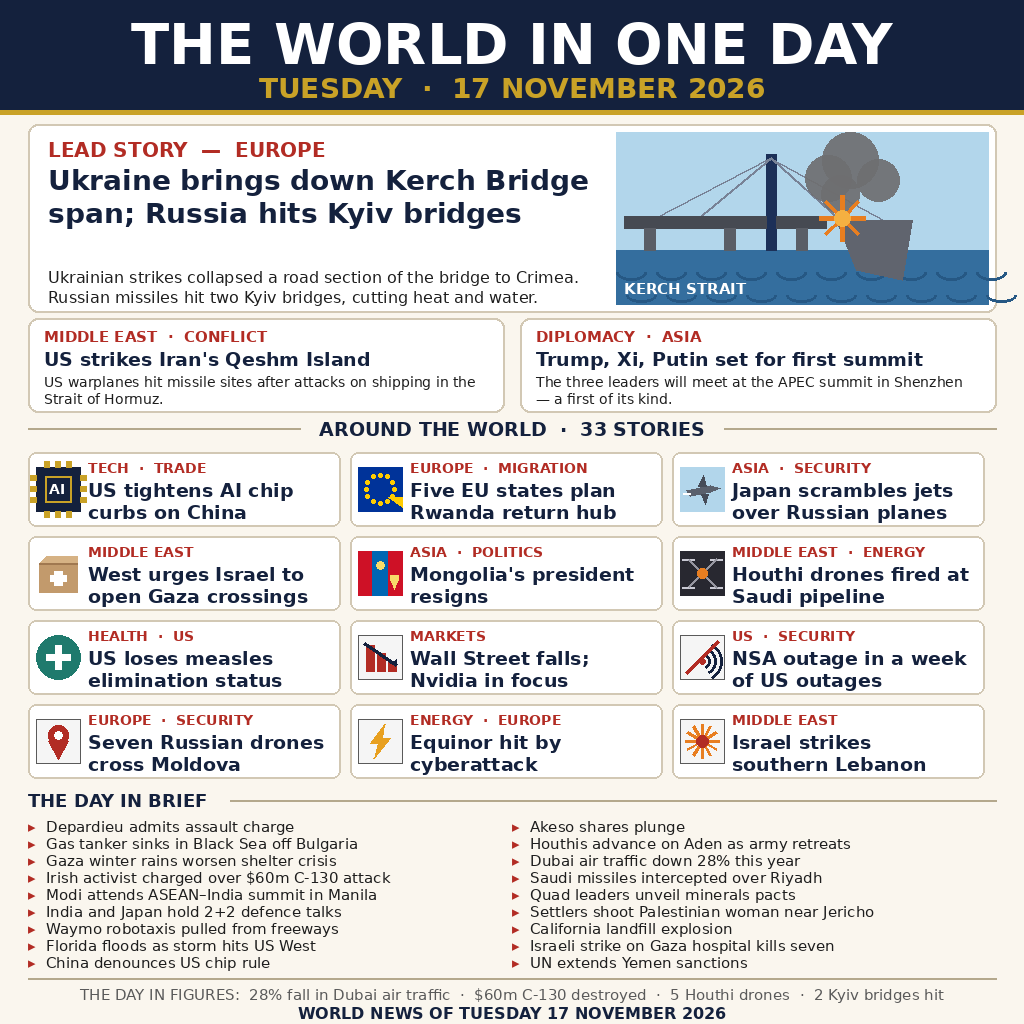 THE WORLD IN ONE DAY
TUESDAY · 17 NOVEMBER 2026
LEAD STORY — EUROPE
Ukraine brings down Kerch Bridge
span; Russia hits Kyiv bridges
Ukrainian strikes collapsed a road section of the bridge to Crimea.
Russian missiles hit two Kyiv bridges, cutting heat and water.
KERCH STRAIT
MIDDLE EAST · CONFLICT
US strikes Iran's Qeshm Island
US warplanes hit missile sites after attacks on shipping in the
Strait of Hormuz.
DIPLOMACY · ASIA
Trump, Xi, Putin set for first summit
The three leaders will meet at the APEC summit in Shenzhen
— a first of its kind.
AROUND THE WORLD · 33 STORIES
AI
TECH · TRADE
US tightens AI chip
curbs on China
EUROPE · MIGRATION
Five EU states plan
Rwanda return hub
ASIA · SECURITY
Japan scrambles jets
over Russian planes
MIDDLE EAST
West urges Israel to
open Gaza crossings
ASIA · POLITICS
Mongolia's president
resigns
MIDDLE EAST · ENERGY
Houthi drones fired at
Saudi pipeline
HEALTH · US
US loses measles
elimination status
MARKETS
Wall Street falls;
Nvidia in focus
US · SECURITY
NSA outage in a week
of US outages
EUROPE · SECURITY
Seven Russian drones
cross Moldova
ENERGY · EUROPE
Equinor hit by
cyberattack
MIDDLE EAST
Israel strikes
southern Lebanon
THE DAY IN BRIEF
▸ Depardieu admits assault charge
▸ Gas tanker sinks in Black Sea off Bulgaria
▸ Gaza winter rains worsen shelter crisis
▸ Irish activist charged over $60m C-130 attack
▸ Modi attends ASEAN–India summit in Manila
▸ India and Japan hold 2+2 defence talks
▸ Waymo robotaxis pulled from freeways
▸ Florida floods as storm hits US West
▸ China denounces US chip rule
▸ Akeso shares plunge
▸ Houthis advance on Aden as army retreats
▸ Dubai air traffic down 28% this year
▸ Saudi missiles intercepted over Riyadh
▸ Quad leaders unveil minerals pacts
▸ Settlers shoot Palestinian woman near Jericho
▸ California landfill explosion
▸ Israeli strike on Gaza hospital kills seven
▸ UN extends Yemen sanctions
THE DAY IN FIGURES: 28% fall in Dubai air traffic · $60m C-130 destroyed · 5 Houthi drones · 2 Kyiv bridges hit
WORLD NEWS OF TUESDAY 17 NOVEMBER 2026